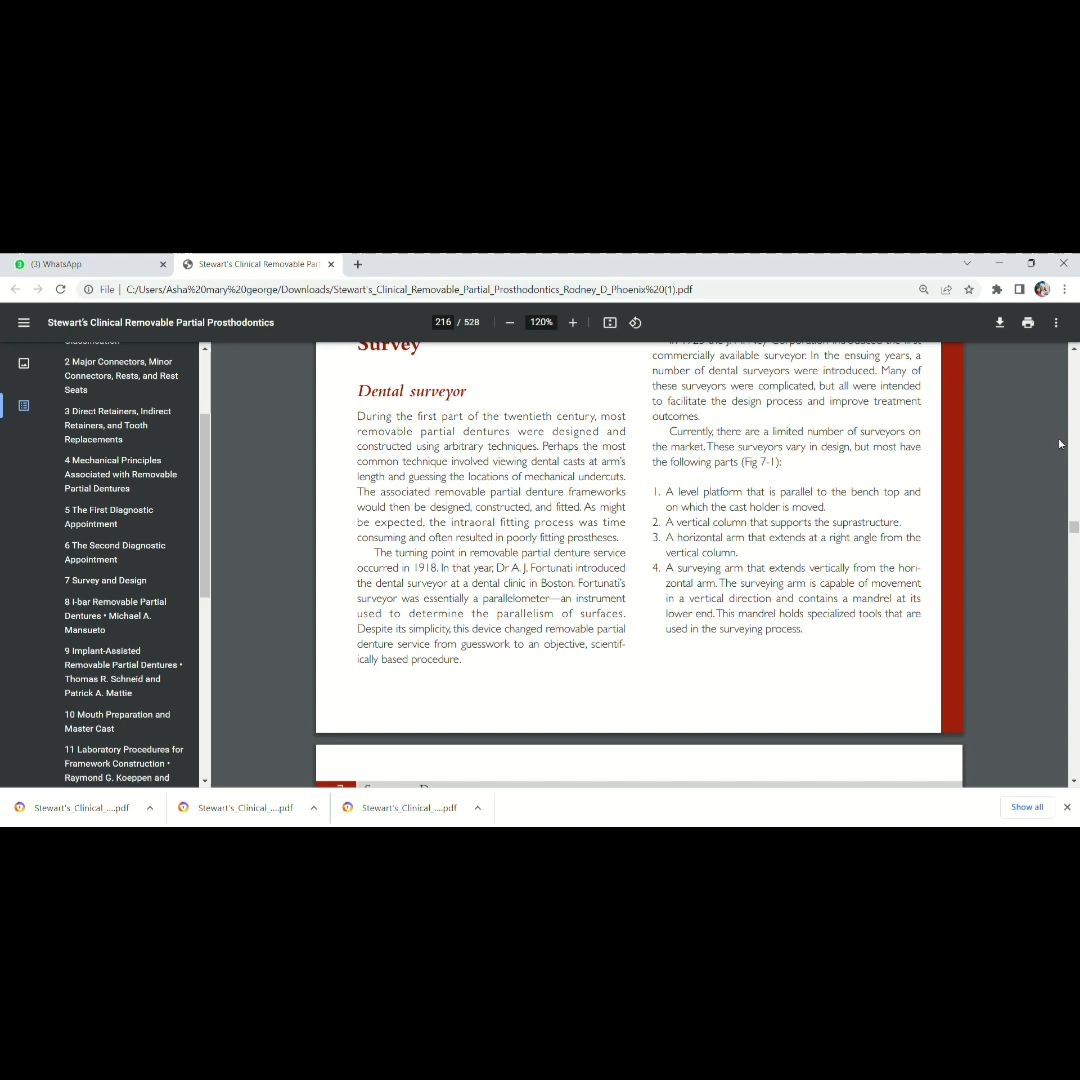 (3) WhatsApp
Stewart's Clinical Removable Part
File | C:/Users/Asha%20mary%20george/Downloads/Stewart's_Clinical_Removable_Partial_Prosthodontics_Rodney_D_Phoenix%20(1).pdf
Stewart's Clinical Removable Partial Prosthodontics
216 / 528
120%
Classification
2 Major Connectors, Minor
Connectors, Rests, and Rest
Seats
3 Direct Retainers, Indirect
Retainers, and Tooth
Replacements
4 Mechanical Principles
Associated with Removable
Partial Dentures
5 The First Diagnostic
Appointment
6 The Second Diagnostic
Appointment
7 Survey and Design
8 I-bar Removable Partial
Dentures • Michael A.
Mansueto
9 Implant-Assisted
Removable Partial Dentures •
Thomas R. Schneid and
Patrick A. Mattie
10 Mouth Preparation and
Master Cast
11 Laboratory Procedures for
Framework Construction •
Raymond G. Koeppen and
Survey
Dental surveyor
During the first part of the twentieth century, most
removable partial dentures were designed and
constructed using arbitrary techniques. Perhaps the most
common technique involved viewing dental casts at arm's
length and guessing the locations of mechanical undercuts.
The associated removable partial denture frameworks
would then be designed, constructed, and fitted. As might
be expected, the intraoral fitting process was time
consuming and often resulted in poorly fitting prostheses.
The turning point in removable partial denture service
occurred in 1918. In that year, Dr A. J. Fortunati introduced
the dental surveyor at a dental clinic in Boston. Fortunati's
surveyor was essentially a parallelometer—an instrument
used to determine the parallelism of surfaces.
Despite its simplicity, this device changed removable partial
denture service from guesswork to an objective, scientif-
ically based procedure.
commercially available surveyor. In the ensuing years, a
number of dental surveyors were introduced. Many of
these surveyors were complicated, but all were intended
to facilitate the design process and improve treatment
outcomes.
Currently, there are a limited number of surveyors on
the market. These surveyors vary in design, but most have
the following parts (Fig 7-1):
1. A level platform that is parallel to the bench top and
on which the cast holder is moved.
2. A vertical column that supports the suprastructure.
3. A horizontal arm that extends at a right angle from the
vertical column.
4. A surveying arm that extends vertically from the hori-
zontal arm. The surveying arm is capable of movement
in a vertical direction and contains a mandrel at its
lower end. This mandrel holds specialized tools that are
used in the surveying process.
Stewart's_Clinical_....pdf
Stewart's_Clinical_....pdf
Stewart's_Clinical_....pdf
Show all